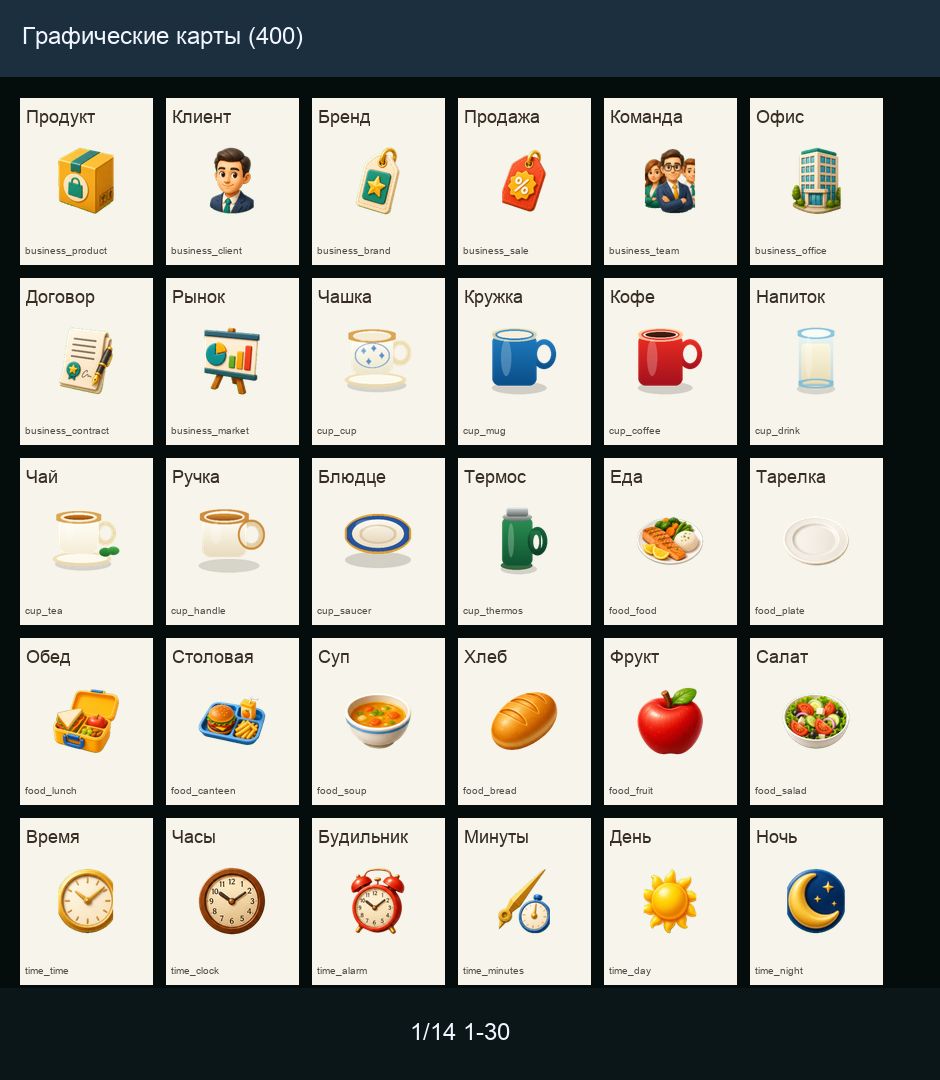 Графические карты (400)
Продукт Клиент Бренд Продажа Команда Офис
business_product business_client business_brand business_sale business_team business_office
Договор Рынок Чашка Кружка Кофе Напиток
business_contract business_market cup_cup cup_mug cup_coffee cup_drink
Чай Ручка Блюдце Термос Еда Тарелка
cup_tea cup_handle cup_saucer cup_thermos food_food food_plate
Обед Столовая Суп Хлеб Фрукт Салат
food_lunch food_canteen food_soup food_bread food_fruit food_salad
Время Часы Будильник Минуты День Ночь
time_time time_clock time_alarm time_minutes time_day time_night
1/14 1-30